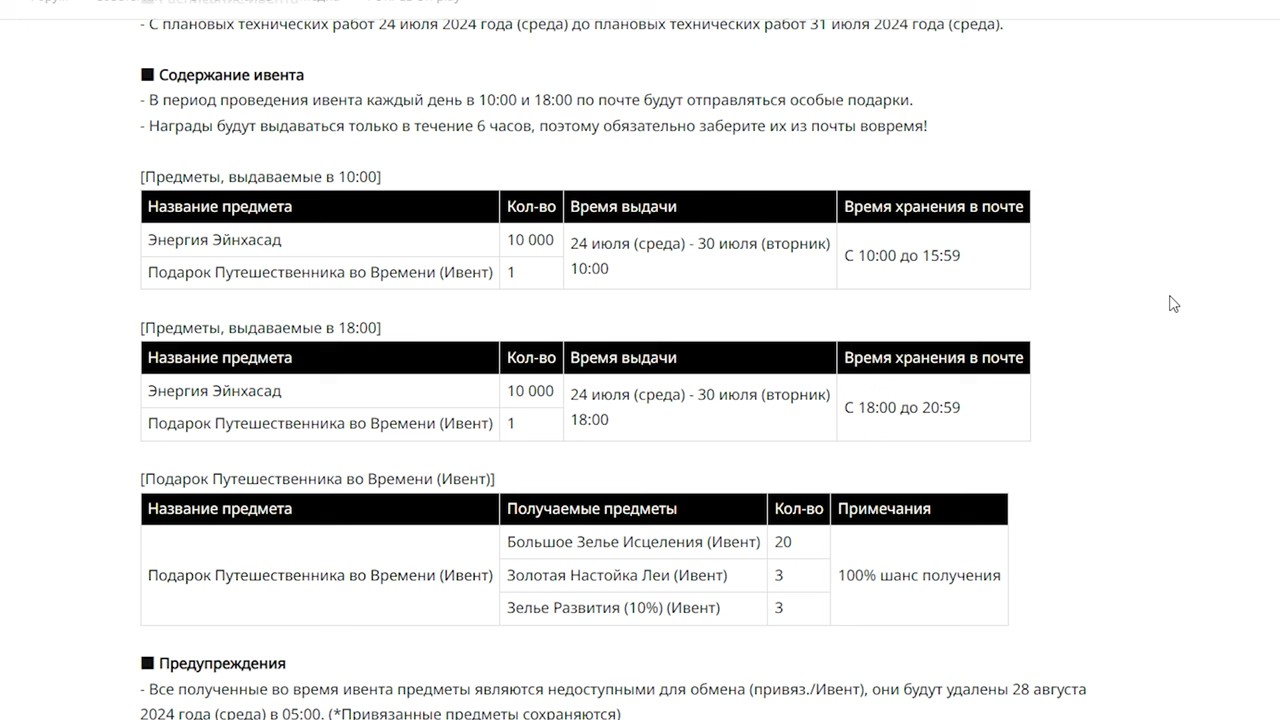 - С плановых технических работ 24 июля 2024 года (среда) до плановых технических работ 31 июля 2024 года (среда).
■ Содержание ивента
- В период проведения ивента каждый день в 10:00 и 18:00 по почте будут отправляться особые подарки.
- Награды будут выдаваться только в течение 6 часов, поэтому обязательно заберите их из почты вовремя!
[Предметы, выдаваемые в 10:00]
Название предмета Кол-во Время выдачи Время хранения в почте
Энергия Эйнхасад 10 000
24 июля (среда) - 30 июля (вторник)
С 10:00 до 15:59
10:00
Подарок Путешественника во Времени (Ивент) 1
[Предметы, выдаваемые в 18:00]
Название предмета Кол-во Время выдачи Время хранения в почте
Энергия Эйнхасад 10 000
24 июля (среда) - 30 июля (вторник)
С 18:00 до 20:59
18:00
Подарок Путешественника во Времени (Ивент) 1
[Подарок Путешественника во Времени (Ивент)]
Название предмета Получаемые предметы Кол-во Примечания
Большое Зелье Исцеления (Ивент) 20
Подарок Путешественника во Времени (Ивент) Золотая Настойка Леи (Ивент) 3 100% шанс получения
Зелье Развития (10%) (Ивент) 3
■ Предупреждения
- Все полученные во время ивента предметы являются недоступными для обмена (привяз./Ивент), они будут удалены 28 августа
2024 года (среда) в 05:00. (*Привязанные предметы сохраняются)